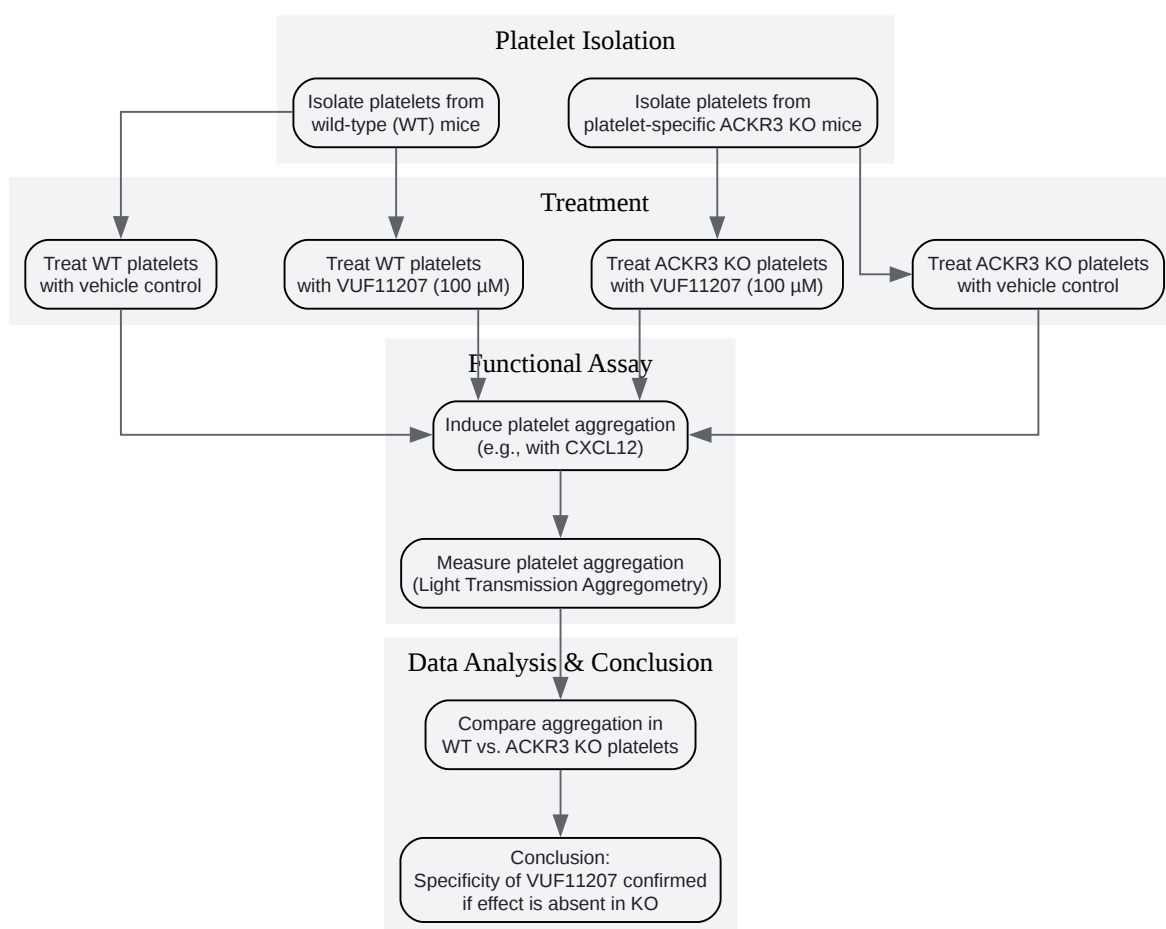 Platelet Isolation
Isolate platelets from
wild-type (WT) mice
Isolate platelets from
platelet-specific ACKR3 KO mice
Treatment
Treat WT platelets
with vehicle control
Treat WT platelets
with VUF11207 (100 µM)
Treat ACKR3 KO platelets
with VUF11207 (100 µM)
Treat ACKR3 KO platelets
with vehicle control
Functional Assay
Induce platelet aggregation
(e.g., with CXCL12)
Measure platelet aggregation
(Light Transmission Aggregometry)
Data Analysis & Conclusion
Compare aggregation in
WT vs. ACKR3 KO platelets
Conclusion:
Specificity of VUF11207 confirmed
if effect is absent in KO